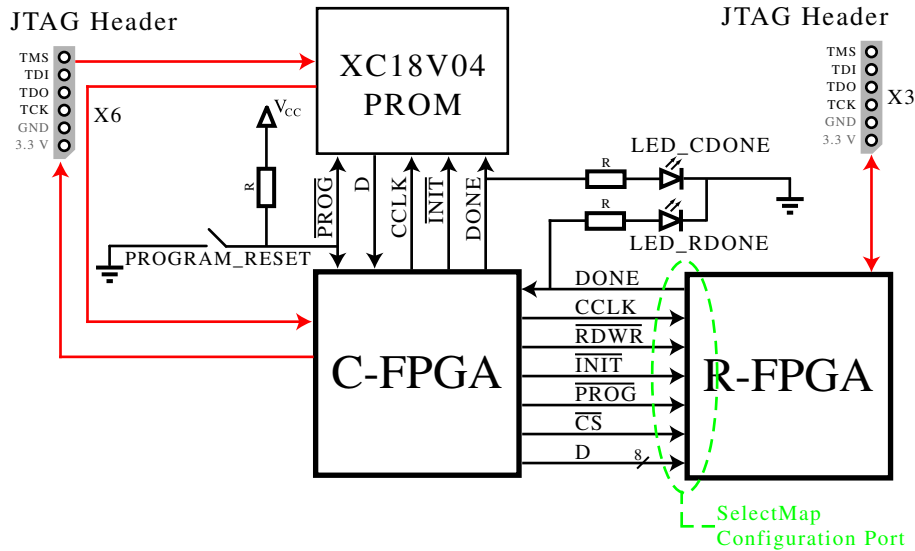 JTAG Header
TMS
TDI
TDO
TCK
GND
3.3 V
X6
XC18V04
PROM
VCC
R
PROG
D
CCLK
INIT
DONE
PROGRAM_RESET
R
LED_CDONE
R
LED_RDONE
JTAG Header
TMS
TDI
TDO
TCK
GND
3.3 V
X3
C-FPGA
DONE
CCLK
RDWR
INIT
PROG
CS
D
8
R-FPGA
SelectMap
Configuration Port